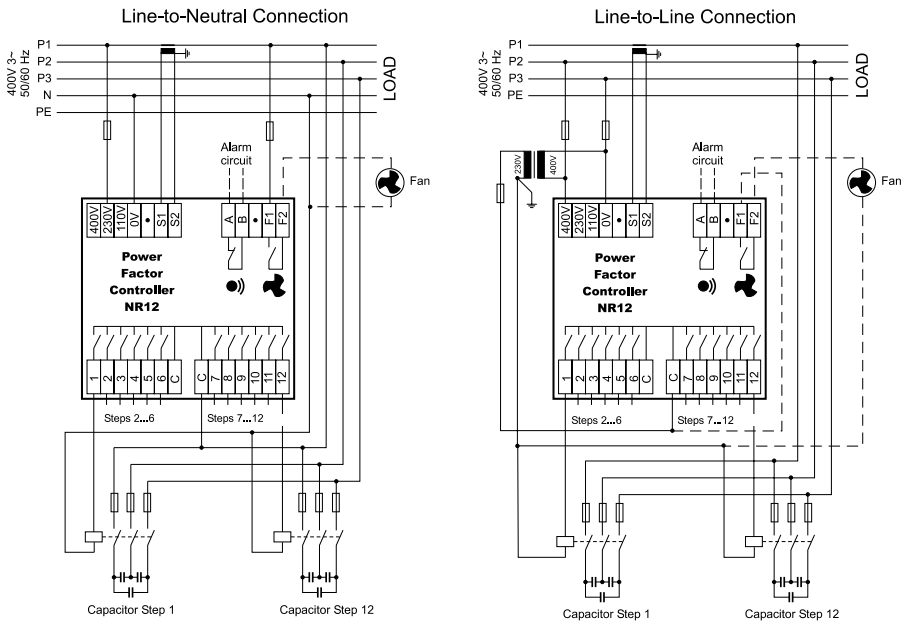 Line-to-Neutral Connection
400V 3~
50/60 Hz
P1
P2
P3
N
PE
LOAD
Alarm
circuit
Fan
400V
230V
110V
0V
•
S1
S2
A
B
•
F1
F2
Power
Factor
Controller
NR12
1
2
3
4
5
6
C
C
7
8
9
10
11
12
Steps 2...6
Steps 7...12
Capacitor Step 1
Capacitor Step 12
Line-to-Line Connection
400V 3~
50/60 Hz
P1
P2
P3
PE
LOAD
230V
400V
Alarm
circuit
Fan
400V
230V
110V
0V
•
S1
S2
A
B
•
F1
F2
Power
Factor
Controller
NR12
1
2
3
4
5
6
C
C
7
8
9
10
11
12
Steps 2...6
Steps 7...12
Capacitor Step 1
Capacitor Step 12